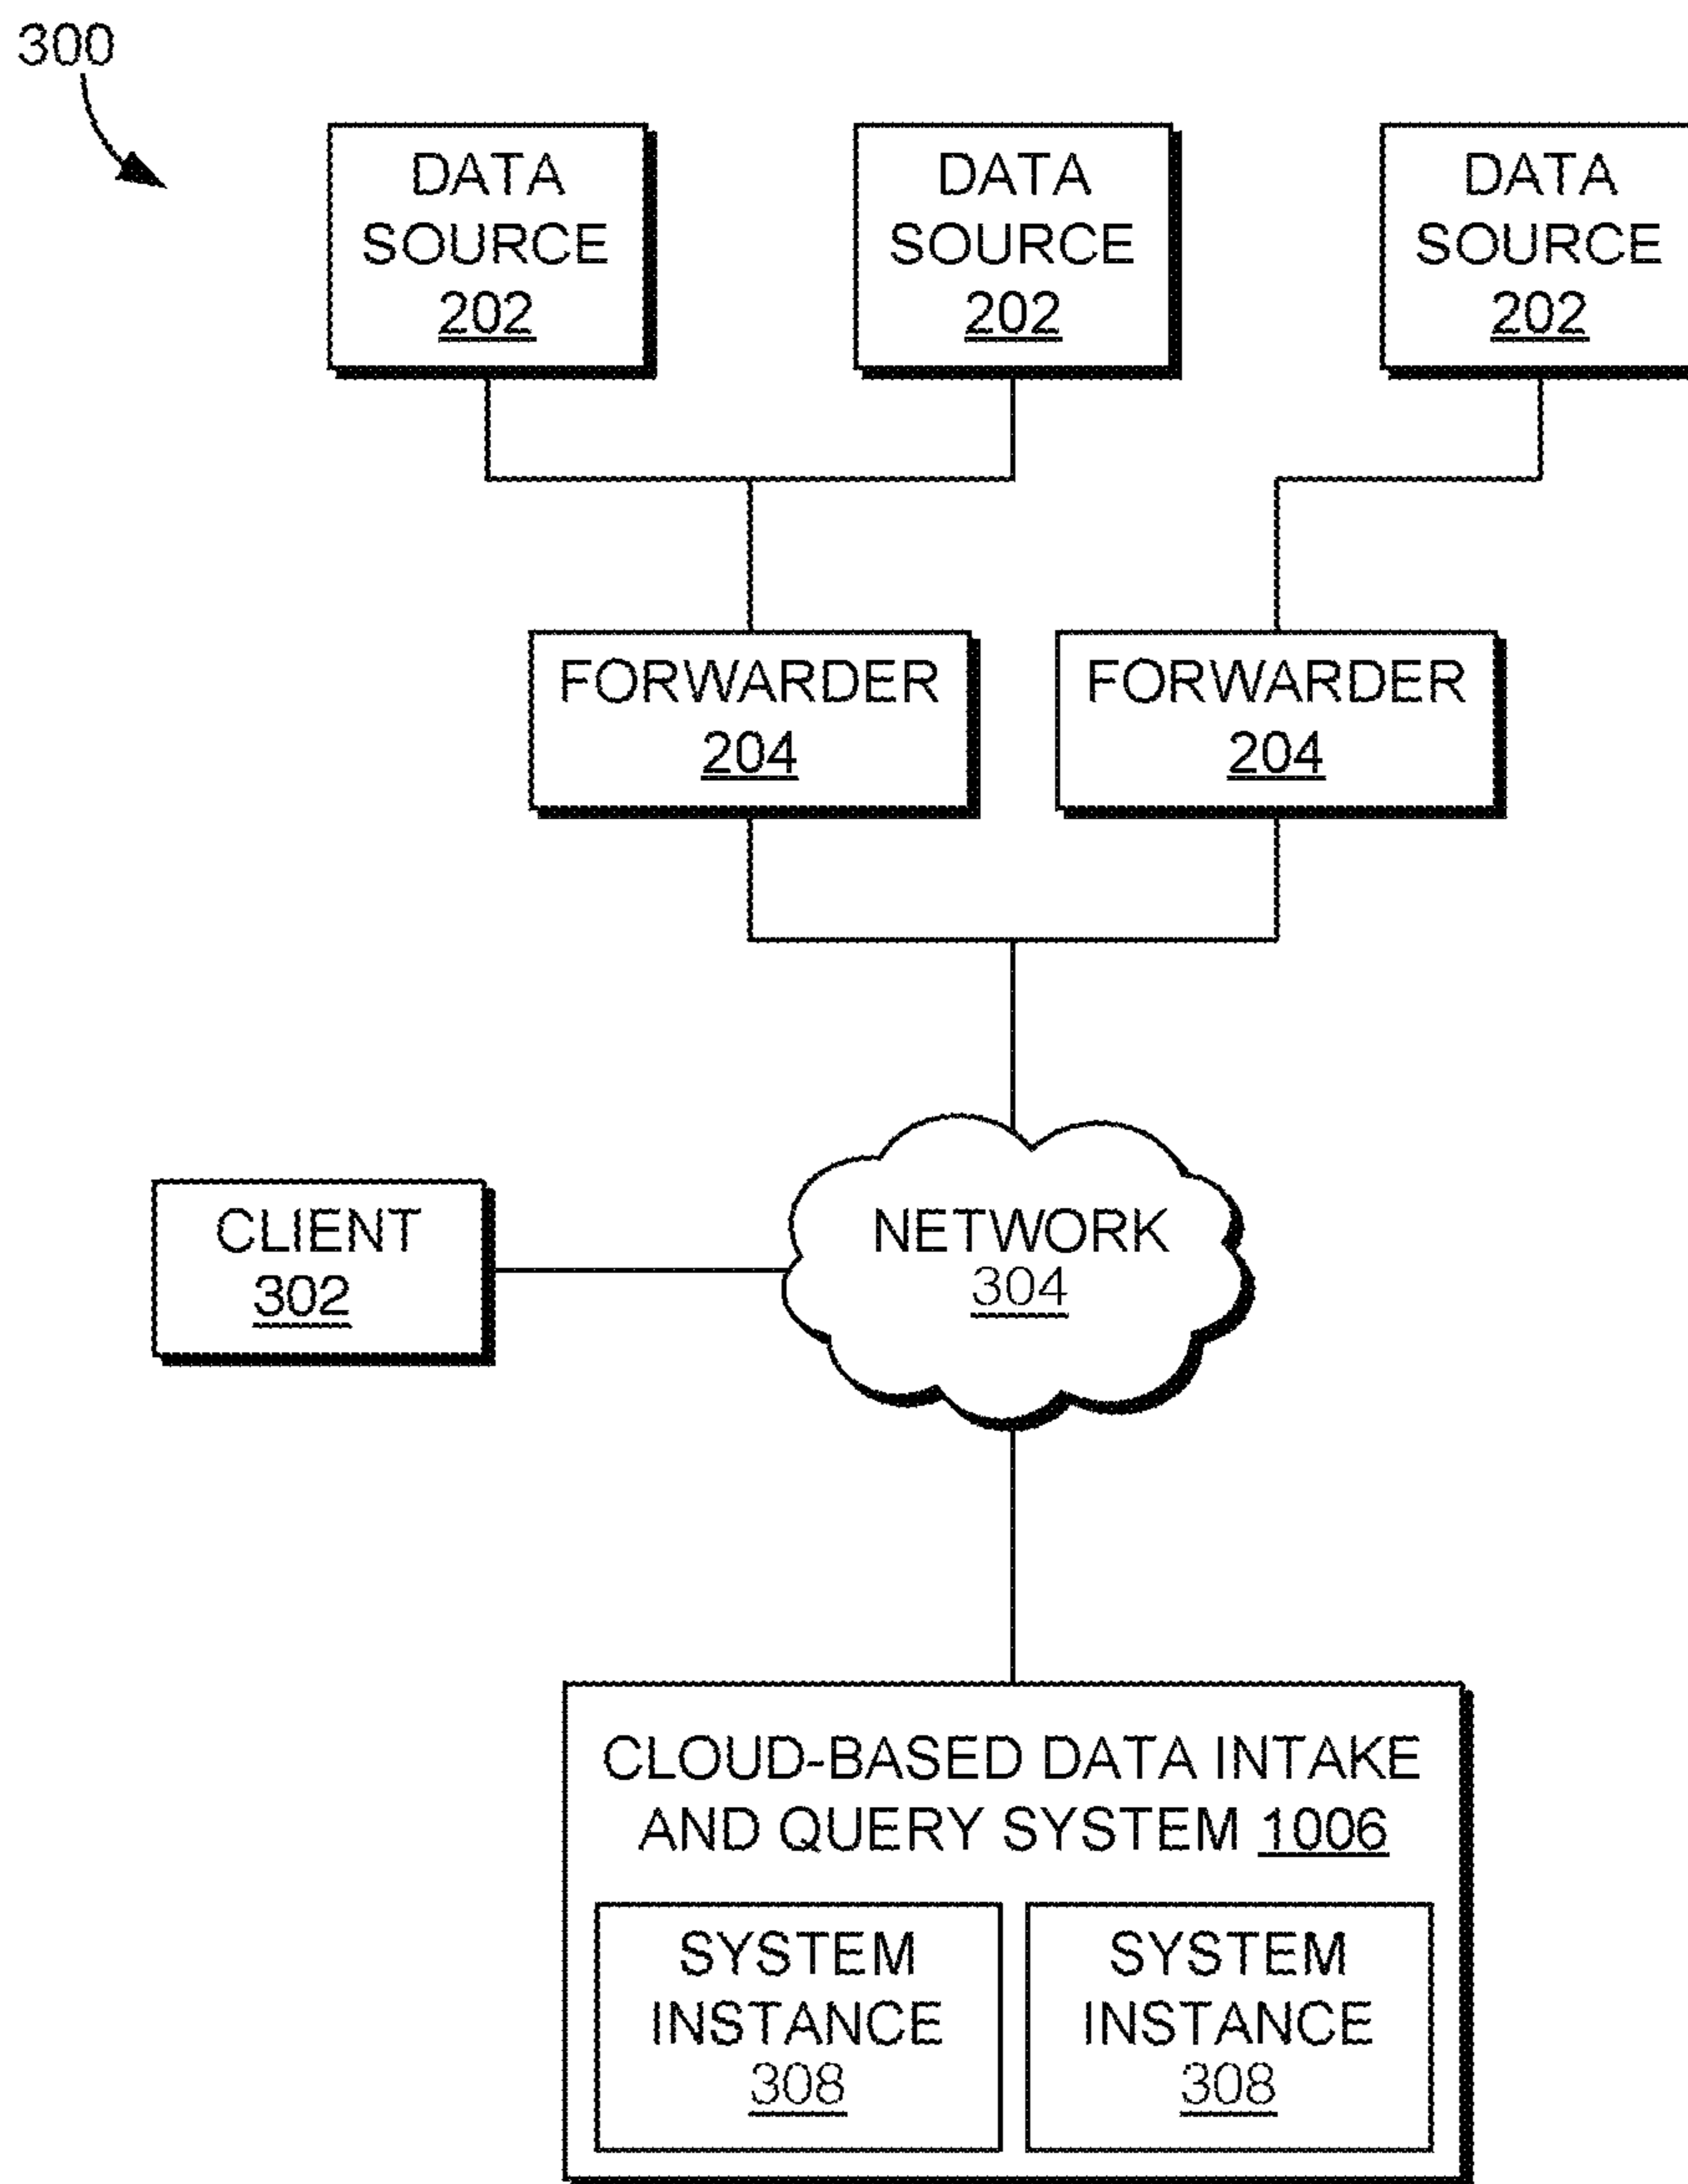 300
DATA
SOURCE
202
DATA
SOURCE
202
DATA
SOURCE
202
FORWARDER
204
FORWARDER
204
CLIENT
302
NETWORK
304
CLOUD-BASED DATA INTAKE
AND QUERY SYSTEM 1006
SYSTEM
INSTANCE
308
SYSTEM
INSTANCE
308